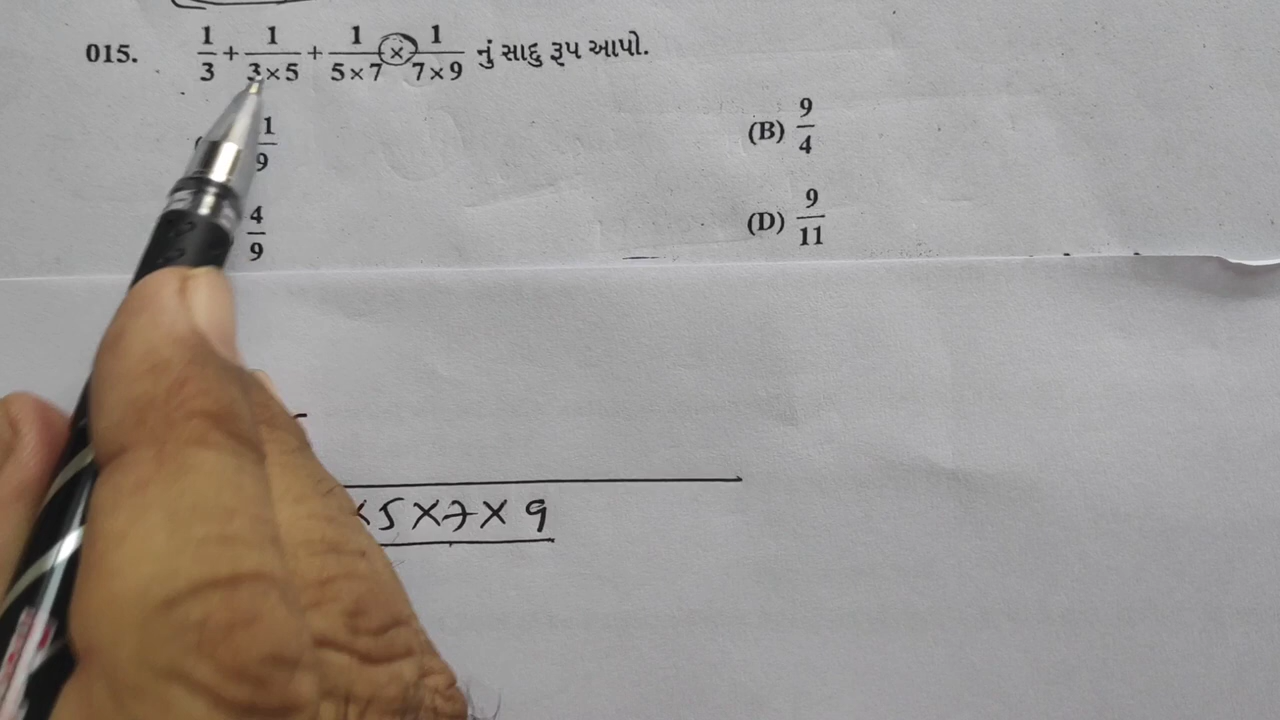 015. 1/3 + 1/3×5 + 1/5×7 × 1/7×9 નું સાદુ રૂપ આપો.
1/9 (B) 9/4
4/9 (D) 9/11
5×7×9